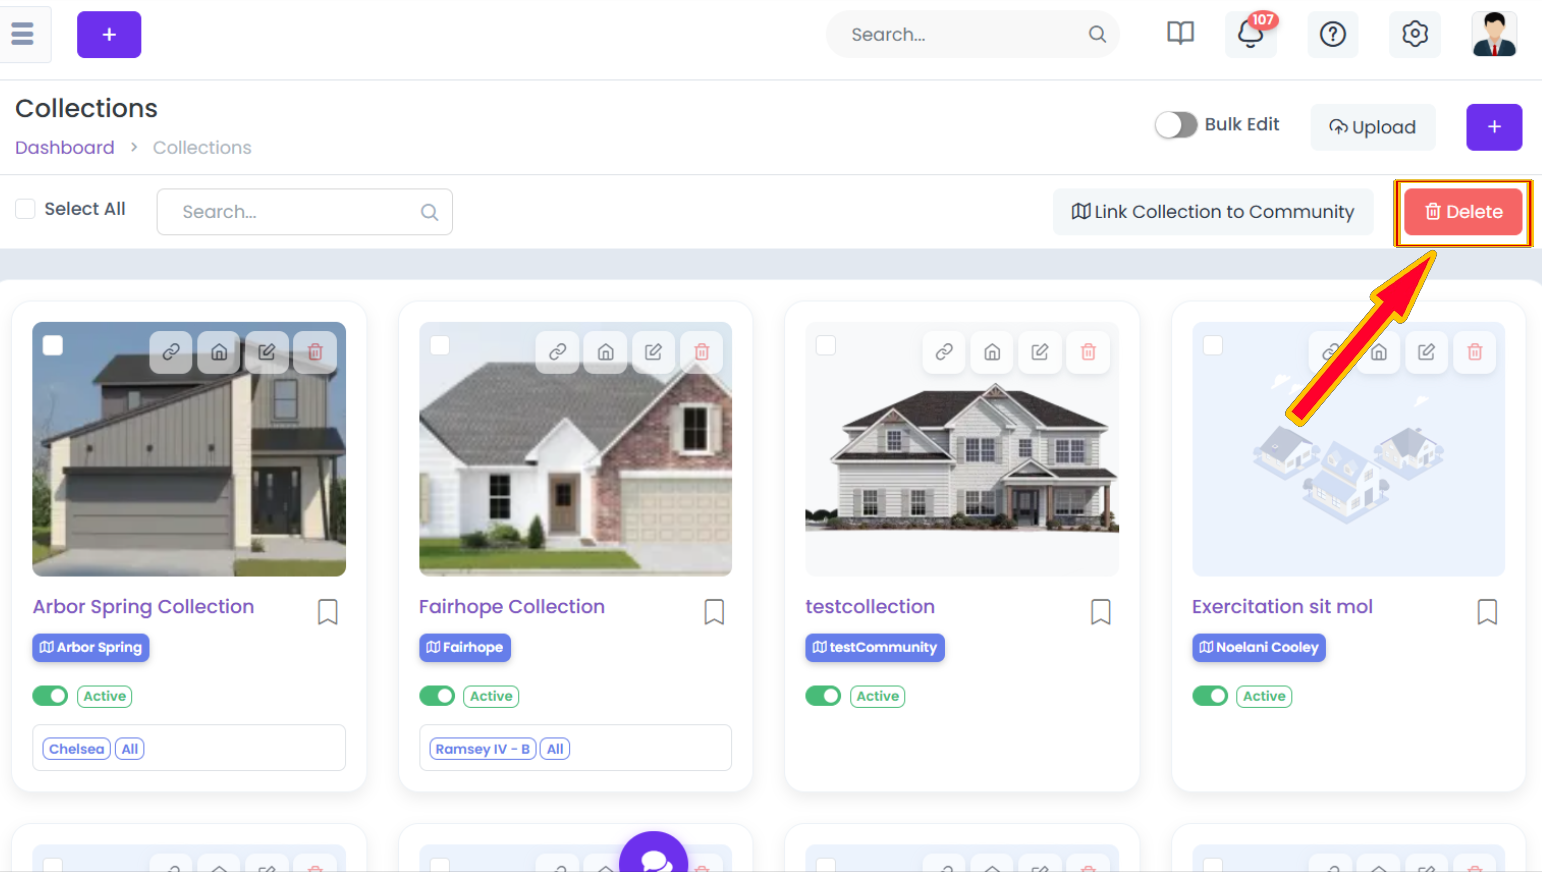 +
Search...
107
Collections
Dashboard > Collections
Bulk Edit
Upload
+
Select All
Search...
Link Collection to Community
Delete
Arbor Spring Collection
Arbor Spring
Active
Chelsea All
Fairhope Collection
Fairhope
Active
Ramsey IV - B All
testcollection
testCommunity
Active
Exercitation sit mol
Noelani Cooley
Active